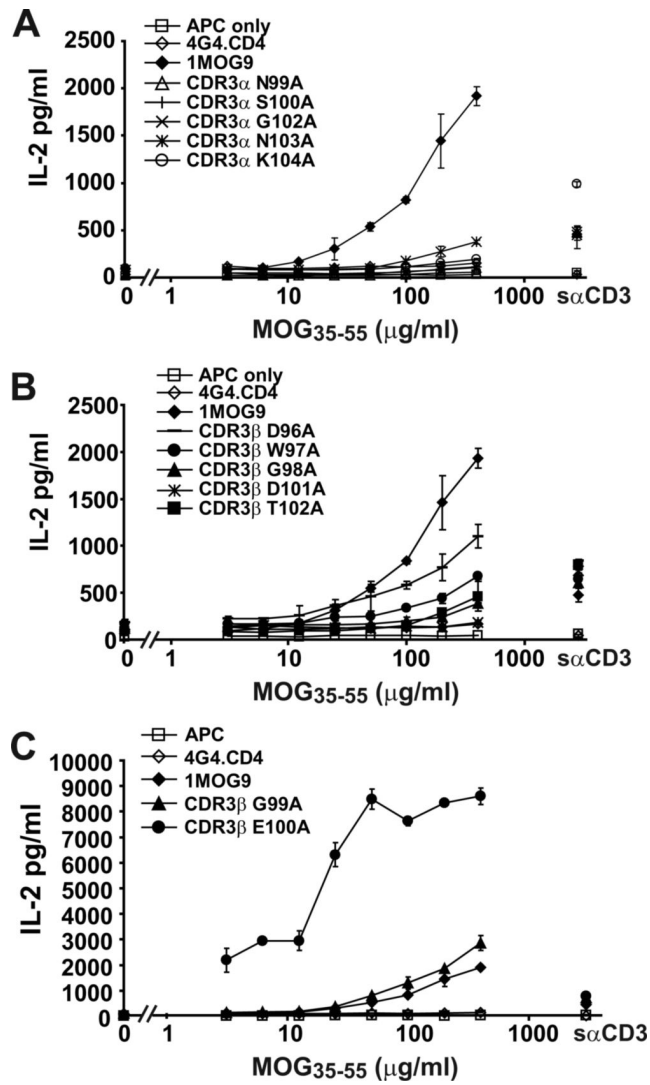 A
APC only
4G4.CD4
1MOG9
CDR3α N99A
CDR3α S100A
CDR3α G102A
CDR3α N103A
CDR3α K104A
2500
2000
1500
1000
500
0
IL-2 pg/ml
0 1 10 100 1000 sαCD3
MOG35-55 (μg/ml)
B
APC only
4G4.CD4
1MOG9
CDR3β D96A
CDR3β W97A
CDR3β G98A
CDR3β D101A
CDR3β T102A
2500
2000
1500
1000
500
0
IL-2 pg/ml
0 1 10 100 1000 sαCD3
MOG35-55 (μg/ml)
C
APC
4G4.CD4
1MOG9
CDR3β G99A
CDR3β E100A
10000
9000
8000
7000
6000
5000
4000
3000
2000
1000
0
IL-2 pg/ml
0 1 10 100 1000 sαCD3
MOG35-55 (μg/ml)